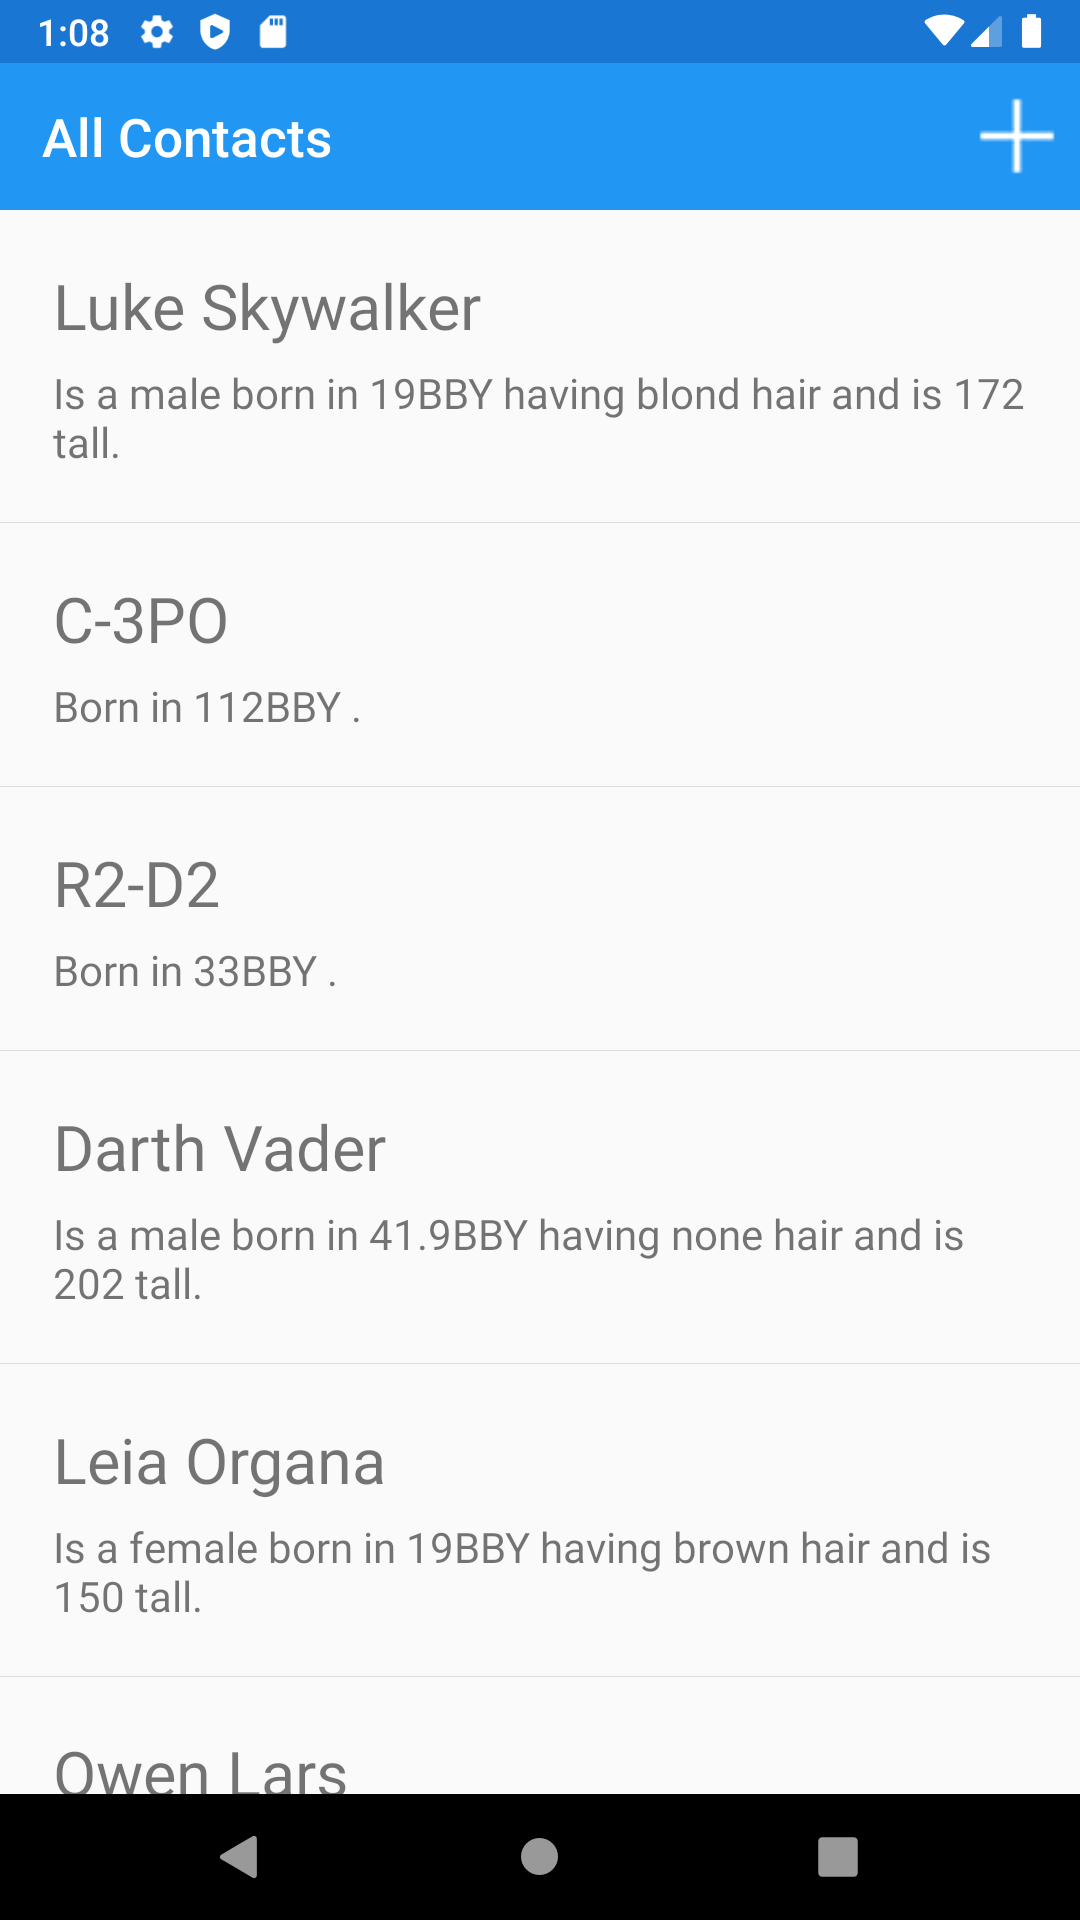 1:08
All Contacts
Luke Skywalker
Is a male born in 19BBY having blond hair and is 172
tall.
C-3PO
Born in 112BBY .
R2-D2
Born in 33BBY .
Darth Vader
Is a male born in 41.9BBY having none hair and is
202 tall.
Leia Organa
Is a female born in 19BBY having brown hair and is
150 tall.
Owen Lars